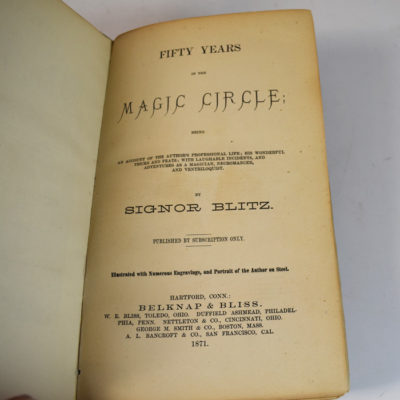 FIFTY YEARS
IN THE
MAGIC CIRCLE;
BEING
AN ACCOUNT OF THE AUTHOR'S PROFESSIONAL LIFE; HIS WONDERFUL
TRICKS AND FEATS; WITH LAUGHABLE INCIDENTS, AND
ADVENTURES AS A MAGICIAN, NECROMANCER,
AND VENTRILOQUIST.
BY
SIGNOR BLITZ.
PUBLISHED BY SUBSCRIPTION ONLY.
Illustrated with Numerous Engravings, and Portrait of the Author on Steel.
HARTFORD, CONN.:
BELKNAP & BLISS.
W. E. BLISS, TOLEDO, OHIO. DUFFIELD ASHMEAD, PHILADEL-
PHIA, PENN. NETTLETON & CO., CINCINNATI, OHIO.
GEORGE M. SMITH & CO., BOSTON, MASS.
A. L. BANCROFT & CO., SAN FRANCISCO, CAL.
1871.